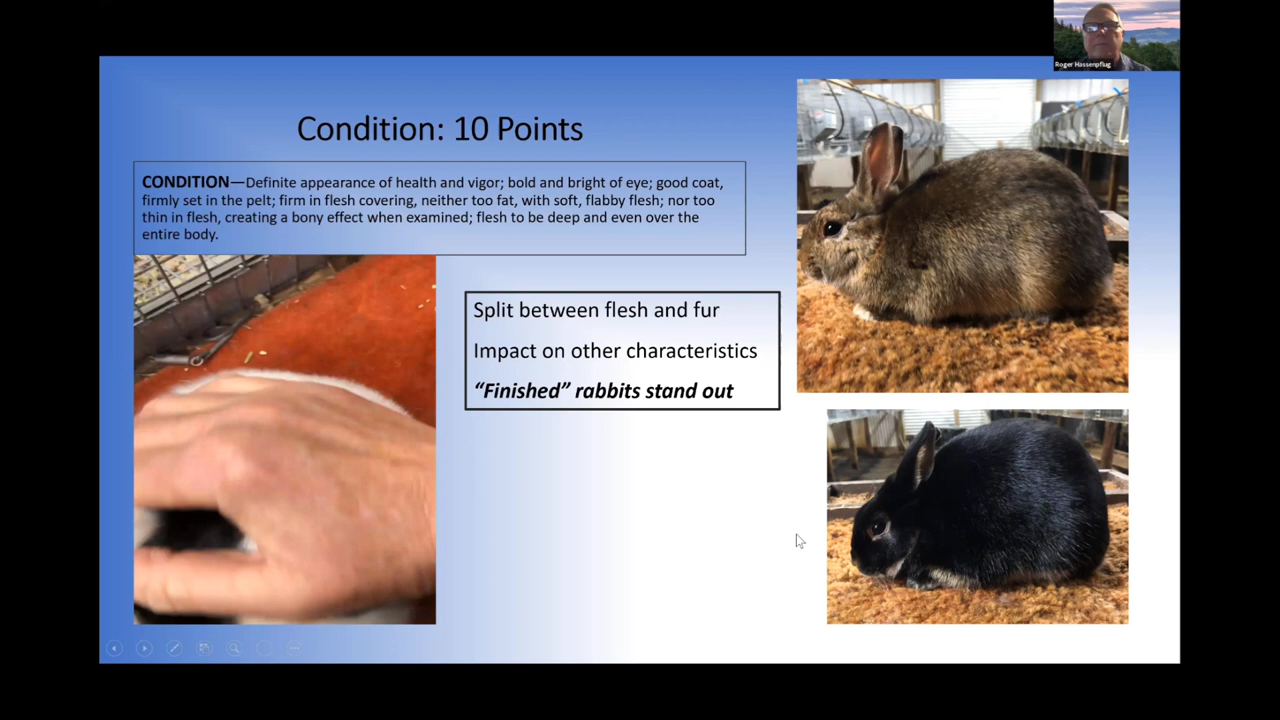 Roger Hassenpflug
Condition: 10 Points
CONDITION—Definite appearance of health and vigor; bold and bright of eye; good coat,
firmly set in the pelt; firm in flesh covering, neither too fat, with soft, flabby flesh; nor too
thin in flesh, creating a bony effect when examined; flesh to be deep and even over the
entire body.
Split between flesh and fur
Impact on other characteristics
“Finished” rabbits stand out